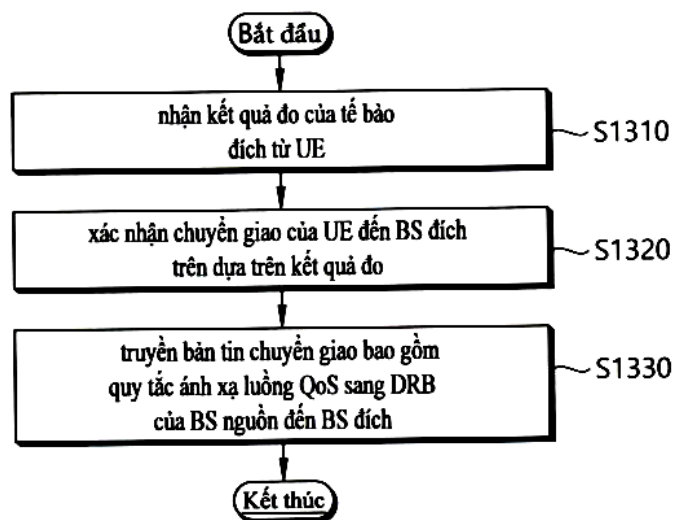 Bắt đầu
nhận kết quả đo của tế bào
đích từ UE
S1310
xác nhận chuyển giao của UE đến BS đích
trên dựa trên kết quả đo
S1320
truyền bản tin chuyển giao bao gồm
quy tắc ánh xạ luồng QoS sang DRB
của BS nguồn đến BS đích
S1330
Kết thúc